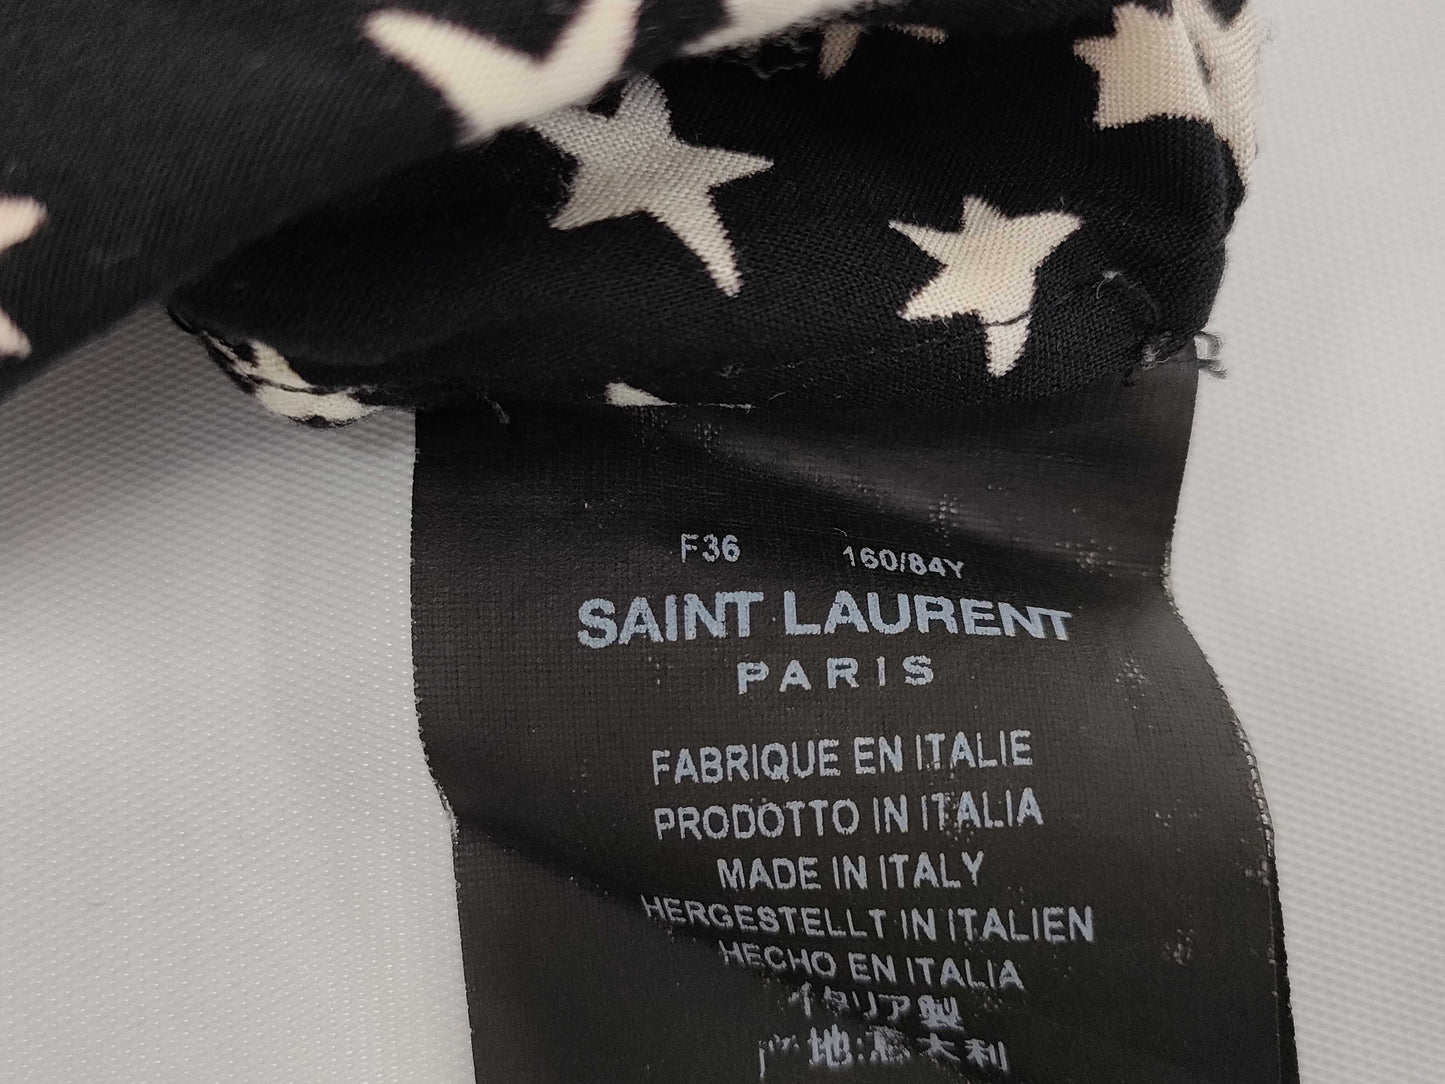 F36 160/84Y
SAINT LAURENT
PARIS
FABRIQUE EN ITALIE
PRODOTTO IN ITALIA
MADE IN ITALY
HERGESTELLT IN ITALIEN
HECHO EN ITALIA
イタリア製
产地:意大利